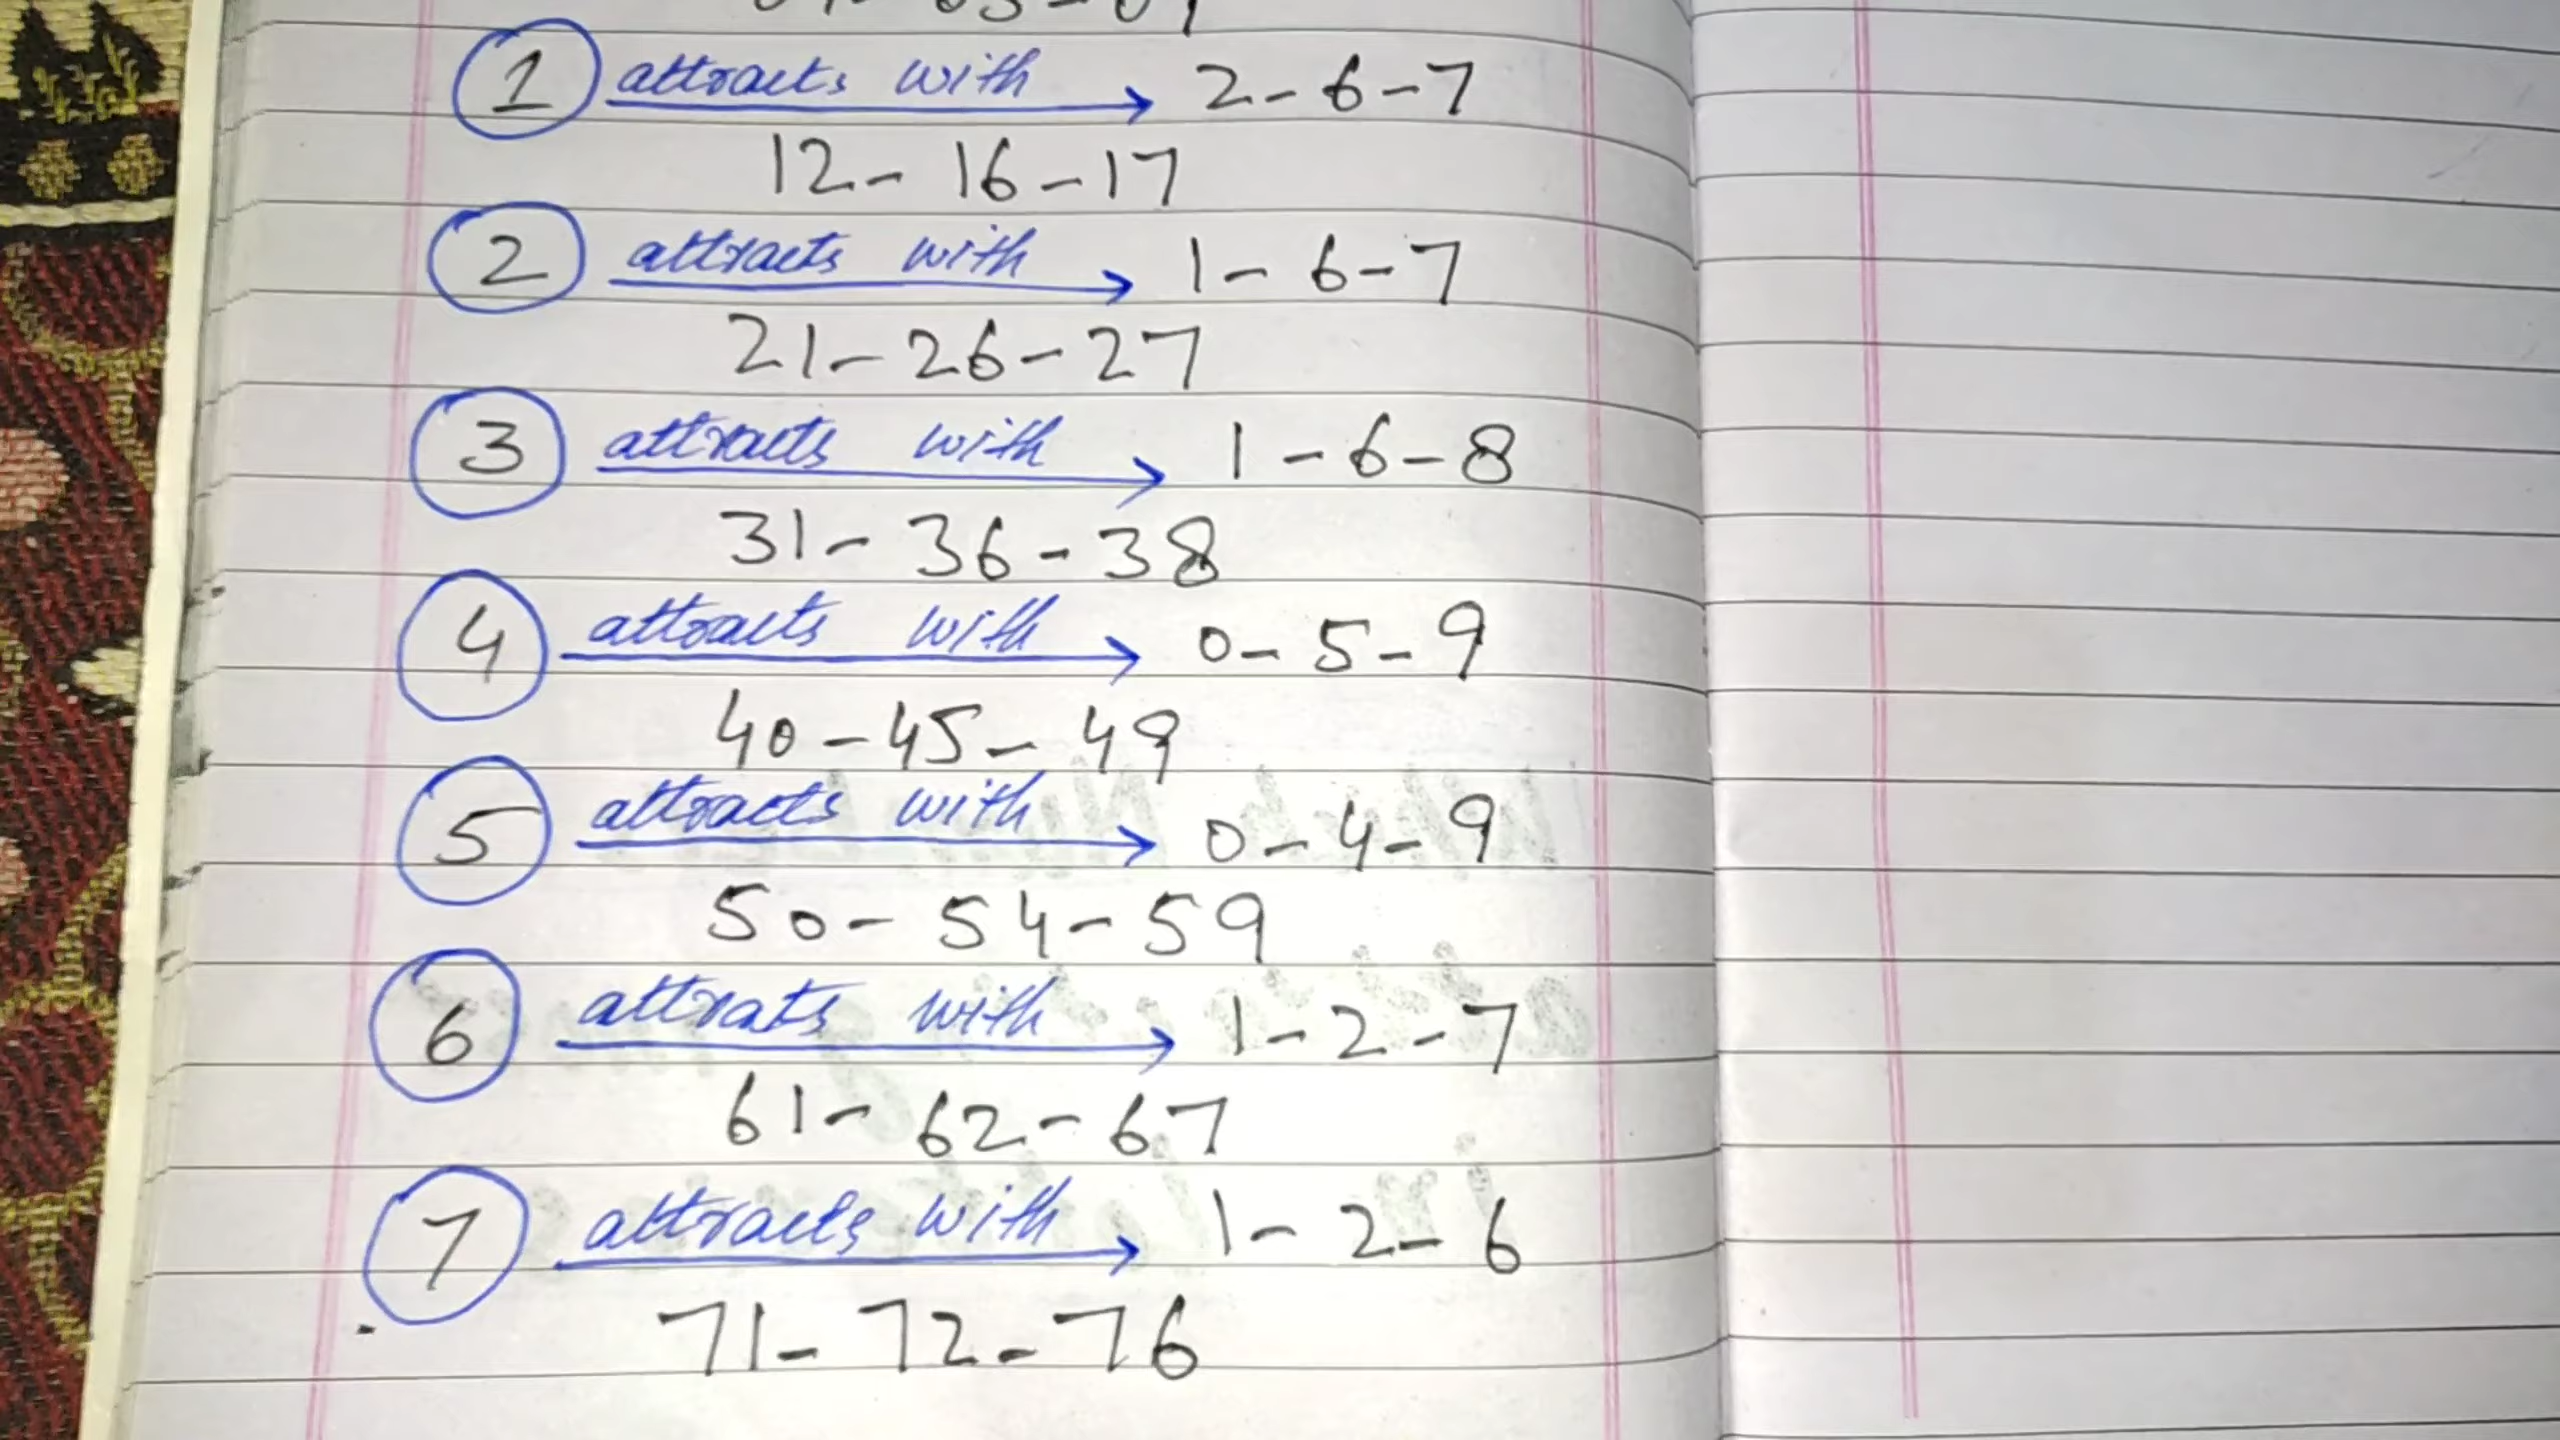 1 attracts with → 2-6-7
12-16-17
2 attracts with → 1-6-7
21-26-27
3 attracts with → 1-6-8
31-36-38
4 attracts with → 0-5-9
40-45-49
5 attracts with → 0-4-9
50-54-59
6 attrats with → 1-2-7
61-62-67
7 attracts with → 1-2-6
71-72-76